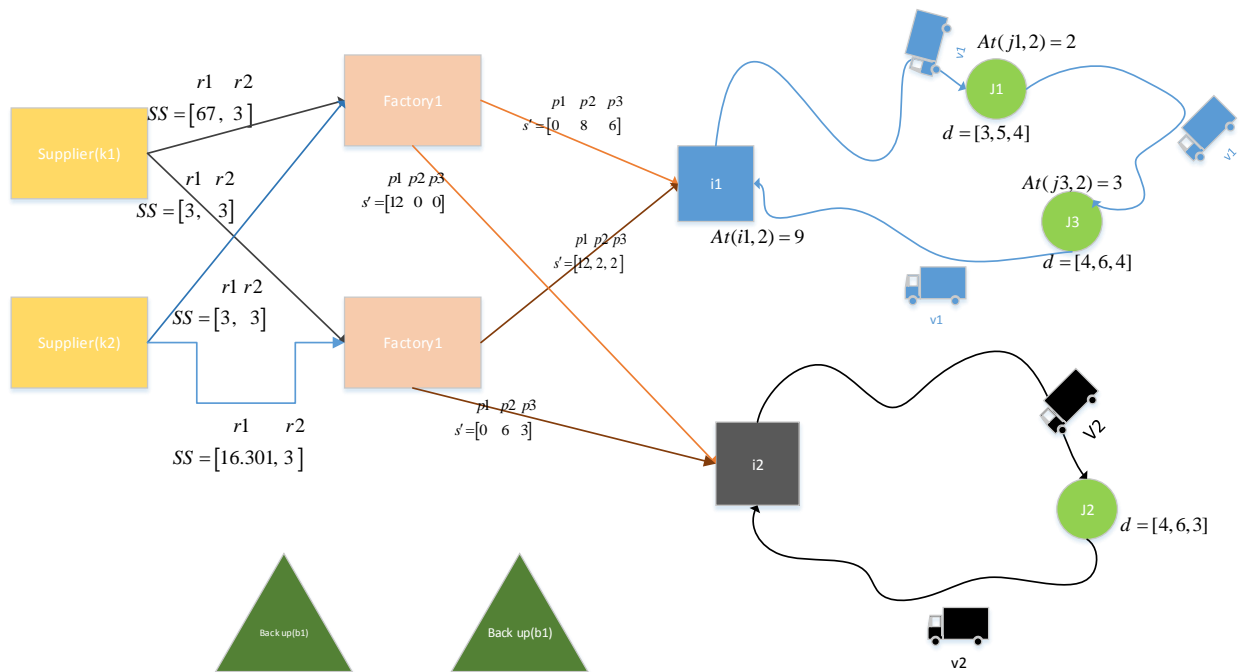 r1 r2
SS = [67, 3]
Supplier(k1)
r1 r2
SS = [3, 3]
Supplier(k2)
r1 r2
SS = [3, 3]
r1 r2
SS = [16.301, 3]
Factory1
Factory1
p1 p2 p3
s' = [0 8 6]
p1 p2 p3
s' = [12 0 0]
p1 p2 p3
s' = [12, 2, 2]
p1 p2 p3
s' = [0 6 3]
i1
At(i1, 2) = 9
v1
At(j1, 2) = 2
J1
d = [3, 5, 4]
v1
At(j3, 2) = 3
J3
d = [4, 6, 4]
v1
i2
V2
J2
d = [4, 6, 3]
v2
Back up(b1)
Back up(b1)